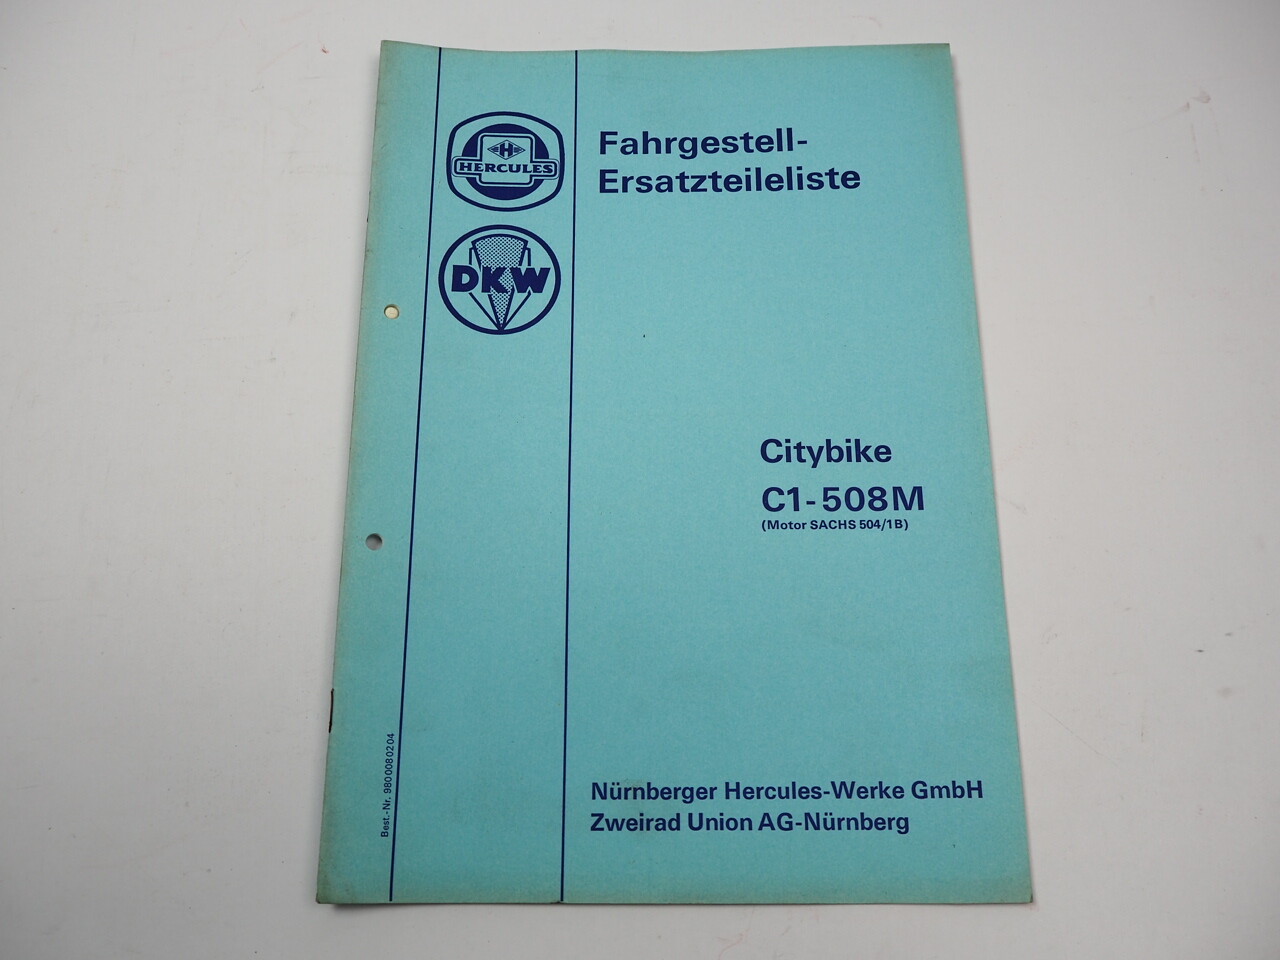 H
HERCULES
DKW
Fahrgestell-
Ersatzteileliste
Citybike
C1-508M
(Motor SACHS 504/1B)
Nürnberger Hercules-Werke GmbH
Zweirad Union AG-Nürnberg
Best.-Nr. 9800080204